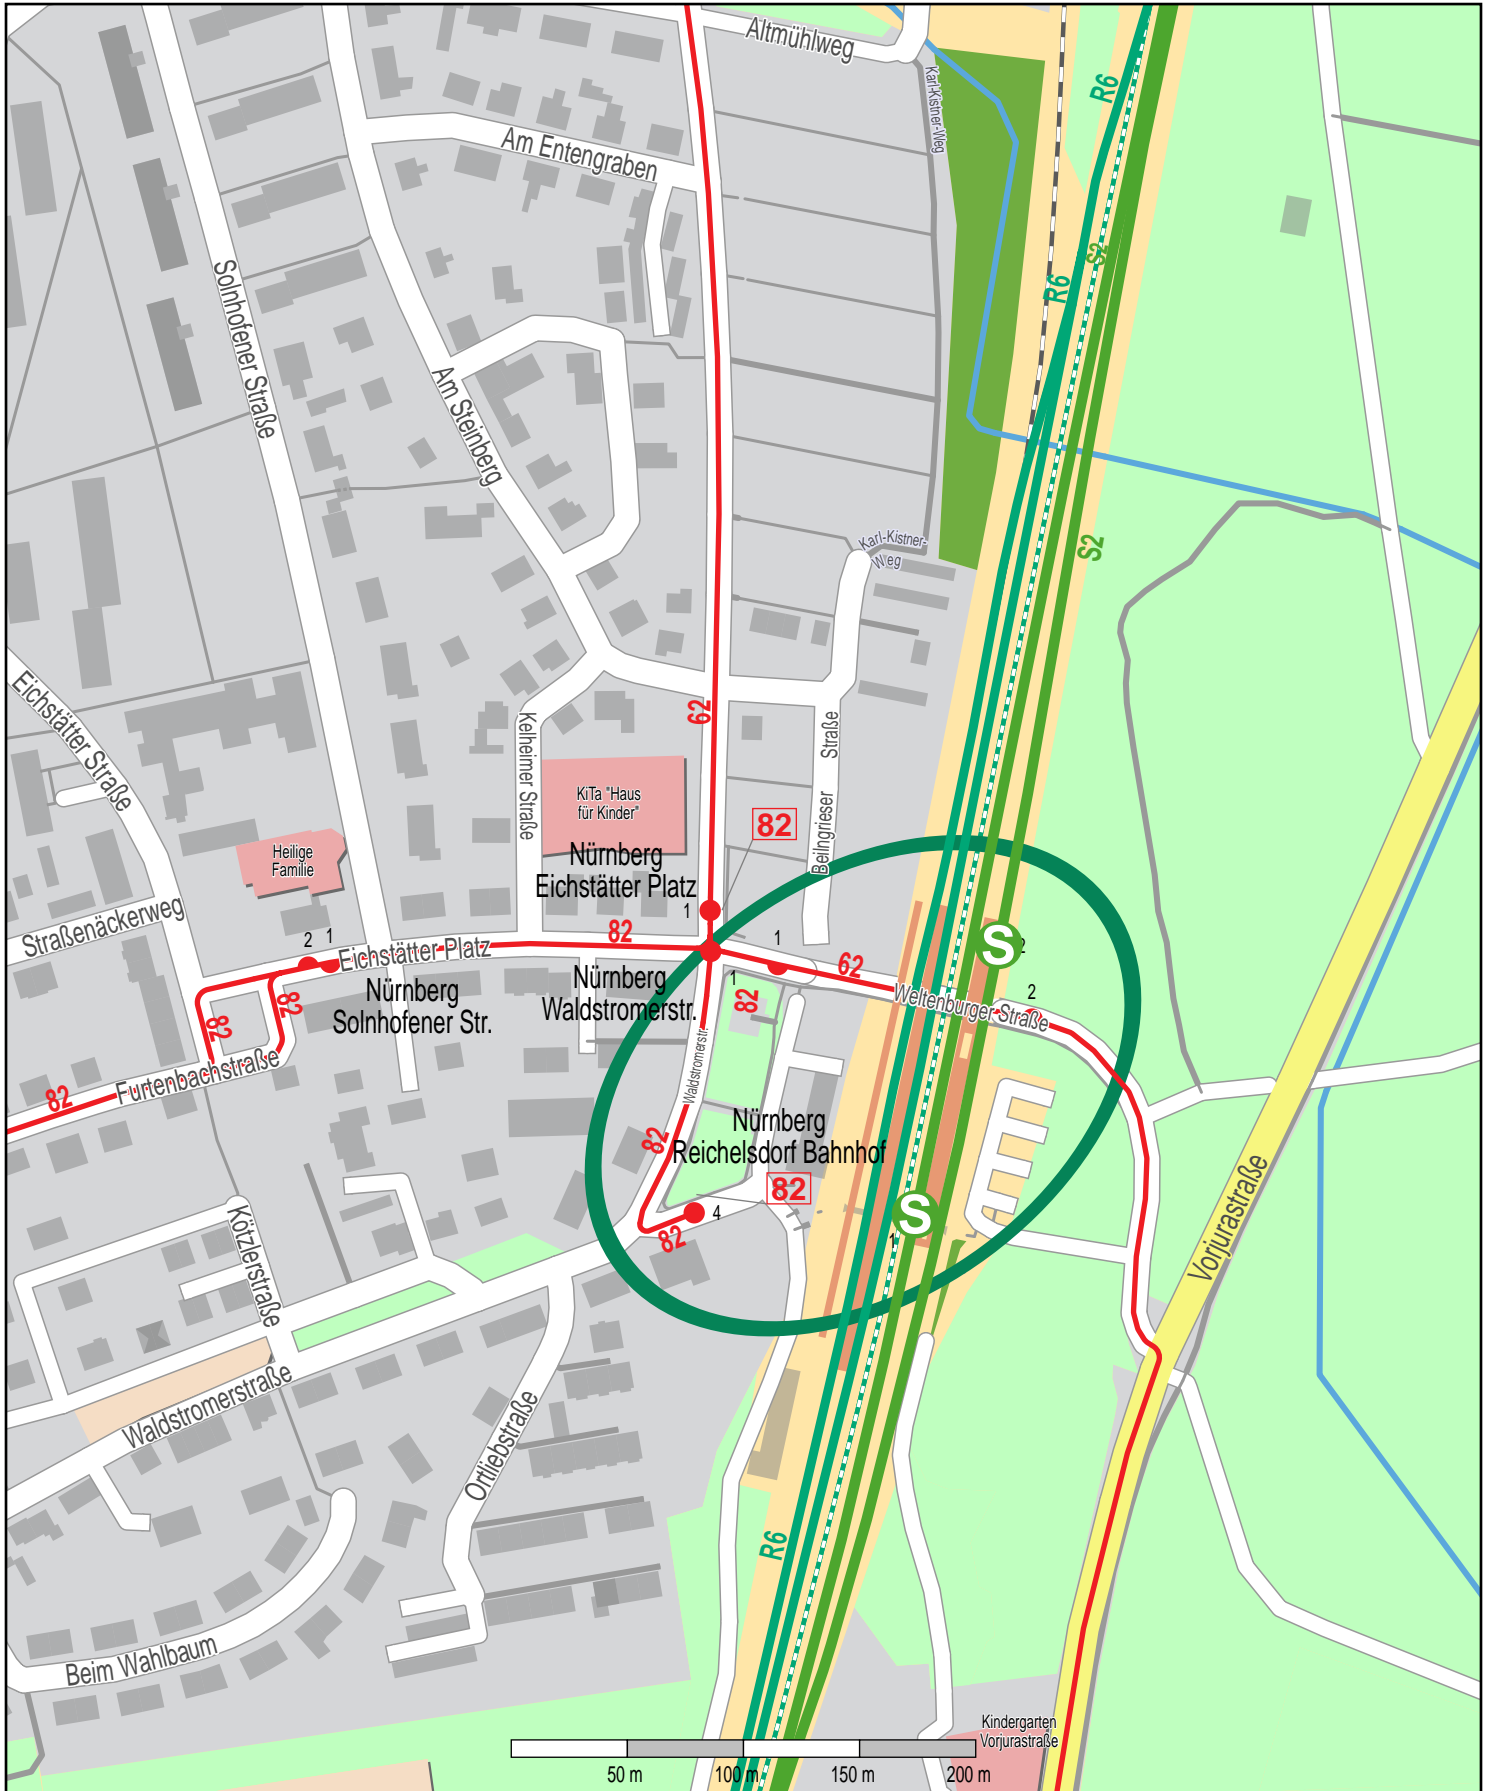 Altmühlweg
Karl-Kistner-Weg
R6
Am Entengraben
Solnhofener Straße
S2
R6
Am Steinberg
Karl-Kistner-
Weg
S2
Eichstätter Straße
62
Kelheimer Straße
Beilngrieser Straße
KiTa "Haus
für Kinder"
82
Heilige
Familie
Nürnberg
Eichstätter Platz
1
Straßenäckerweg
2 1
Eichstätter Platz
82
1
62
S
2
Nürnberg
Solnhofener Str.
Nürnberg
Waldstromerstr.
1
82
2
Weltenburger Straße
82
82
Waldstromerstr.
82
Furtenbachstraße
Nürnberg
Reichelsdorf Bahnhof
82
82
4
82
S
1
Vorjurastraße
Kötzlerstraße
Waldstromerstraße
Ortliebstraße
R6
Beim Wahlbaum
Kindergarten
Vorjurastraße
50 m 100 m 150 m 200 m